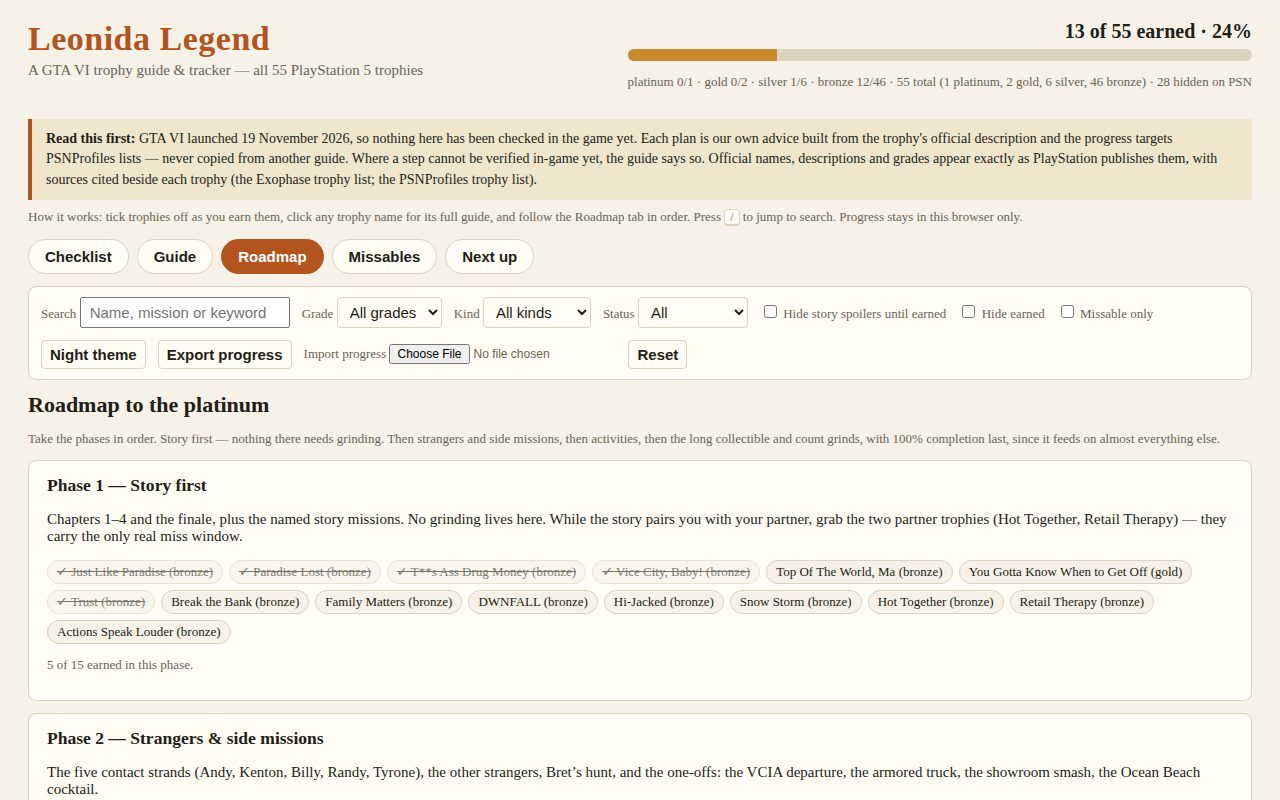 Leonida Legend
A GTA VI trophy guide & tracker — all 55 PlayStation 5 trophies
13 of 55 earned · 24%
platinum 0/1 · gold 0/2 · silver 1/6 · bronze 12/46 · 55 total (1 platinum, 2 gold, 6 silver, 46 bronze) · 28 hidden on PSN
Read this first: GTA VI launched 19 November 2026, so nothing here has been checked in the game yet. Each plan is our own advice built from the trophy's official description and the progress targets
PSNProfiles lists — never copied from another guide. Where a step cannot be verified in-game yet, the guide says so. Official names, descriptions and grades appear exactly as PlayStation publishes them, with
sources cited beside each trophy (the Exophase trophy list; the PSNProfiles trophy list).
How it works: tick trophies off as you earn them, click any trophy name for its full guide, and follow the Roadmap tab in order. Press / to jump to search. Progress stays in this browser only.
Checklist Guide Roadmap Missables Next up
Search Name, mission or keyword Grade All grades Kind All kinds Status All Hide story spoilers until earned Hide earned Missable only
Night theme Export progress Import progress Choose File No file chosen Reset
Roadmap to the platinum
Take the phases in order. Story first — nothing there needs grinding. Then strangers and side missions, then activities, then the long collectible and count grinds, with 100% completion last, since it feeds on almost everything else.
Phase 1 — Story first
Chapters 1–4 and the finale, plus the named story missions. No grinding lives here. While the story pairs you with your partner, grab the two partner trophies (Hot Together, Retail Therapy) — they
carry the only real miss window.
✓ Just Like Paradise (bronze) ✓ Paradise Lost (bronze) ✓ T**s Ass Drug Money (bronze) ✓ Vice City, Baby! (bronze) Top Of The World, Ma (bronze) You Gotta Know When to Get Off (gold)
✓ Trust (bronze) Break the Bank (bronze) Family Matters (bronze) DWNFALL (bronze) Hi-Jacked (bronze) Snow Storm (bronze) Hot Together (bronze) Retail Therapy (bronze)
Actions Speak Louder (bronze)
5 of 15 earned in this phase.
Phase 2 — Strangers & side missions
The five contact strands (Andy, Kenton, Billy, Randy, Tyrone), the other strangers, Bret’s hunt, and the one-offs: the VCIA departure, the armored truck, the showroom smash, the Ocean Beach
cocktail.